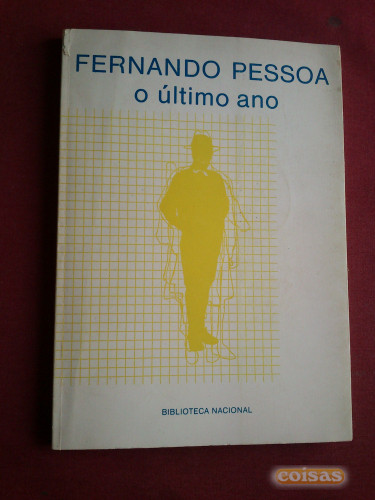 FERNANDO PESSOA
o último ano
BIBLIOTECA NACIONAL
coisas